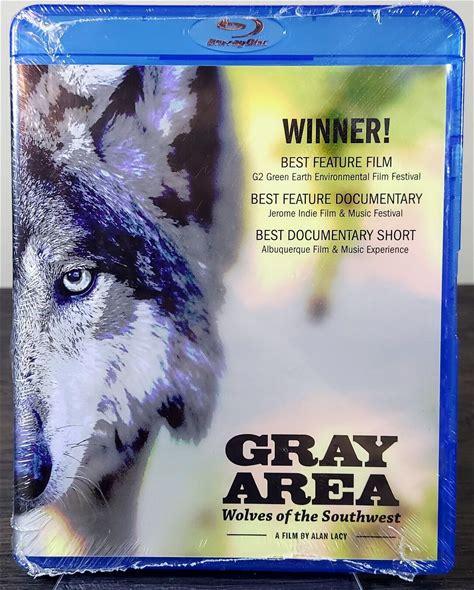 Blu-ray Disc
WINNER!
BEST FEATURE FILM
G2 Green Earth Environmental Film Festival
BEST FEATURE DOCUMENTARY
Jerome Indie Film & Music Festival
BEST DOCUMENTARY SHORT
Albuquerque Film & Music Experience
GRAY
AREA
Wolves of the Southwest
A FILM BY ALAN LACY